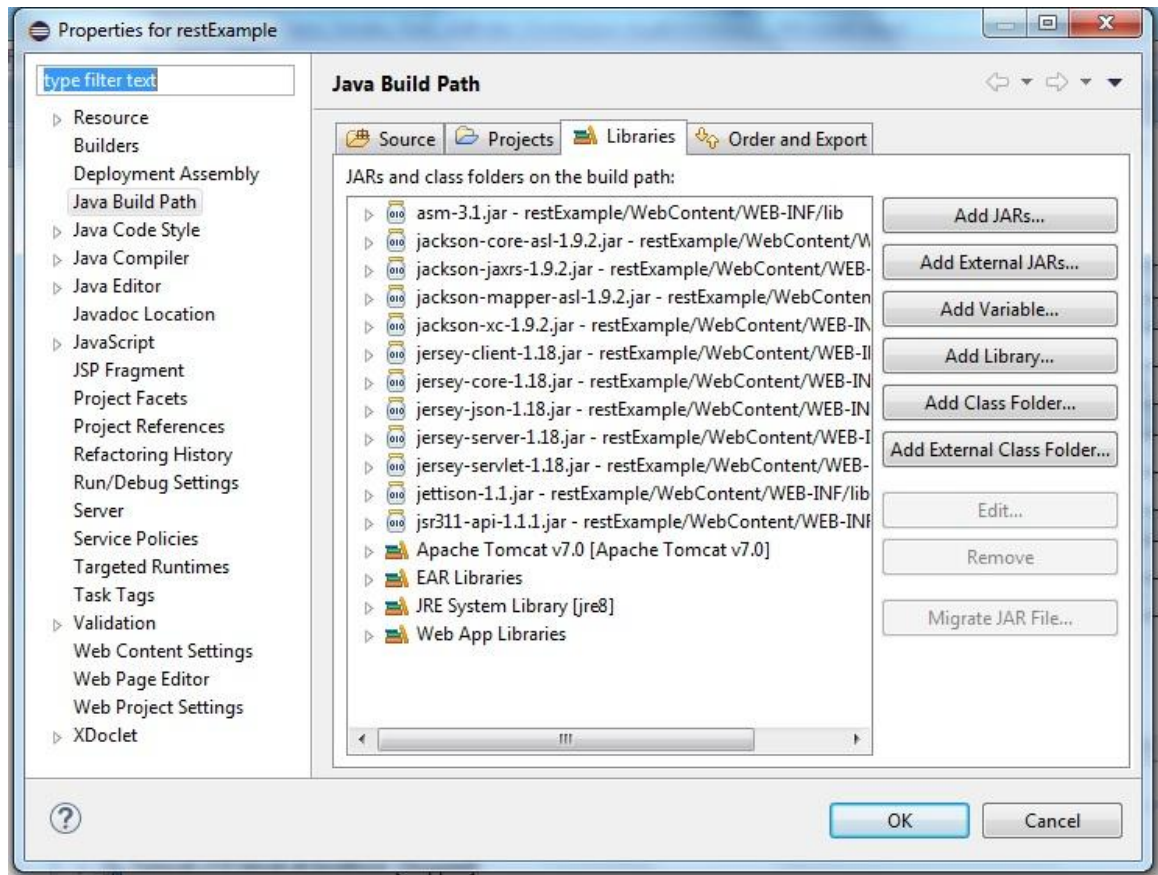 Properties for restExample
type filter text
Resource
Builders
Deployment Assembly
Java Build Path
Java Code Style
Java Compiler
Java Editor
Javadoc Location
JavaScript
JSP Fragment
Project Facets
Project References
Refactoring History
Run/Debug Settings
Server
Service Policies
Targeted Runtimes
Task Tags
Validation
Web Content Settings
Web Page Editor
Web Project Settings
XDoclet
Java Build Path
Source Projects Libraries Order and Export
JARs and class folders on the build path:
asm-3.1.jar - restExample/WebContent/WEB-INF/lib
jackson-core-asl-1.9.2.jar - restExample/WebContent/W
jackson-jaxrs-1.9.2.jar - restExample/WebContent/WEB-
jackson-mapper-asl-1.9.2.jar - restExample/WebConten
jackson-xc-1.9.2.jar - restExample/WebContent/WEB-IN
jersey-client-1.18.jar - restExample/WebContent/WEB-II
jersey-core-1.18.jar - restExample/WebContent/WEB-IN
jersey-json-1.18.jar - restExample/WebContent/WEB-IN
jersey-server-1.18.jar - restExample/WebContent/WEB-I
jersey-servlet-1.18.jar - restExample/WebContent/WEB-
jettison-1.1.jar - restExample/WebContent/WEB-INF/lib
jsr311-api-1.1.1.jar - restExample/WebContent/WEB-INF
Apache Tomcat v7.0 [Apache Tomcat v7.0]
EAR Libraries
JRE System Library [jre8]
Web App Libraries
Add JARs...
Add External JARs...
Add Variable...
Add Library...
Add Class Folder...
Add External Class Folder...
Edit...
Remove
Migrate JAR File...
OK Cancel